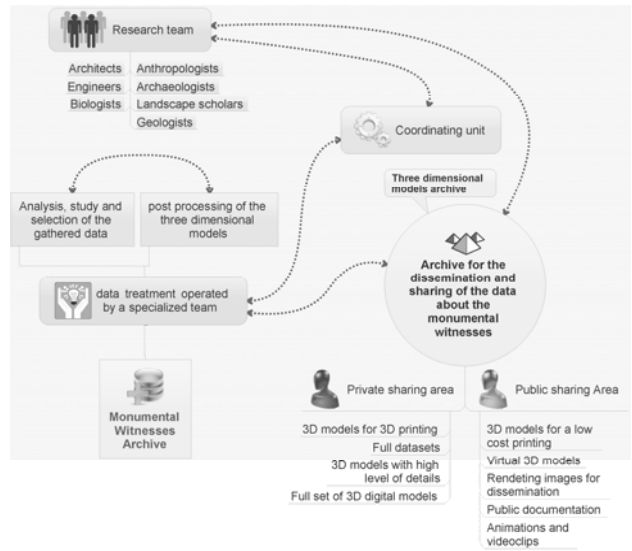 Research team
Architects
Engineers
Biologists
Anthropologists
Archaeologists
Landscape scholars
Geologists
Coordinating unit
Three dimensional
models archive
Analysis, study and
selection of the
gathered data
post processing of the
three dimensional
models
Archive for the
dissemination and
sharing of the data
about the
monumental
witnesses
data treatment operated
by a specialized team
Monumental
Witnesses
Archive
Private sharing area
3D models for 3D printing
Full datasets
3D models with high
level of details
Full set of 3D digital models
Public sharing Area
3D models for a low
cost printing
Virtual 3D models
Rendeting images for
dissemination
Public documentation
Animations and
videoclips